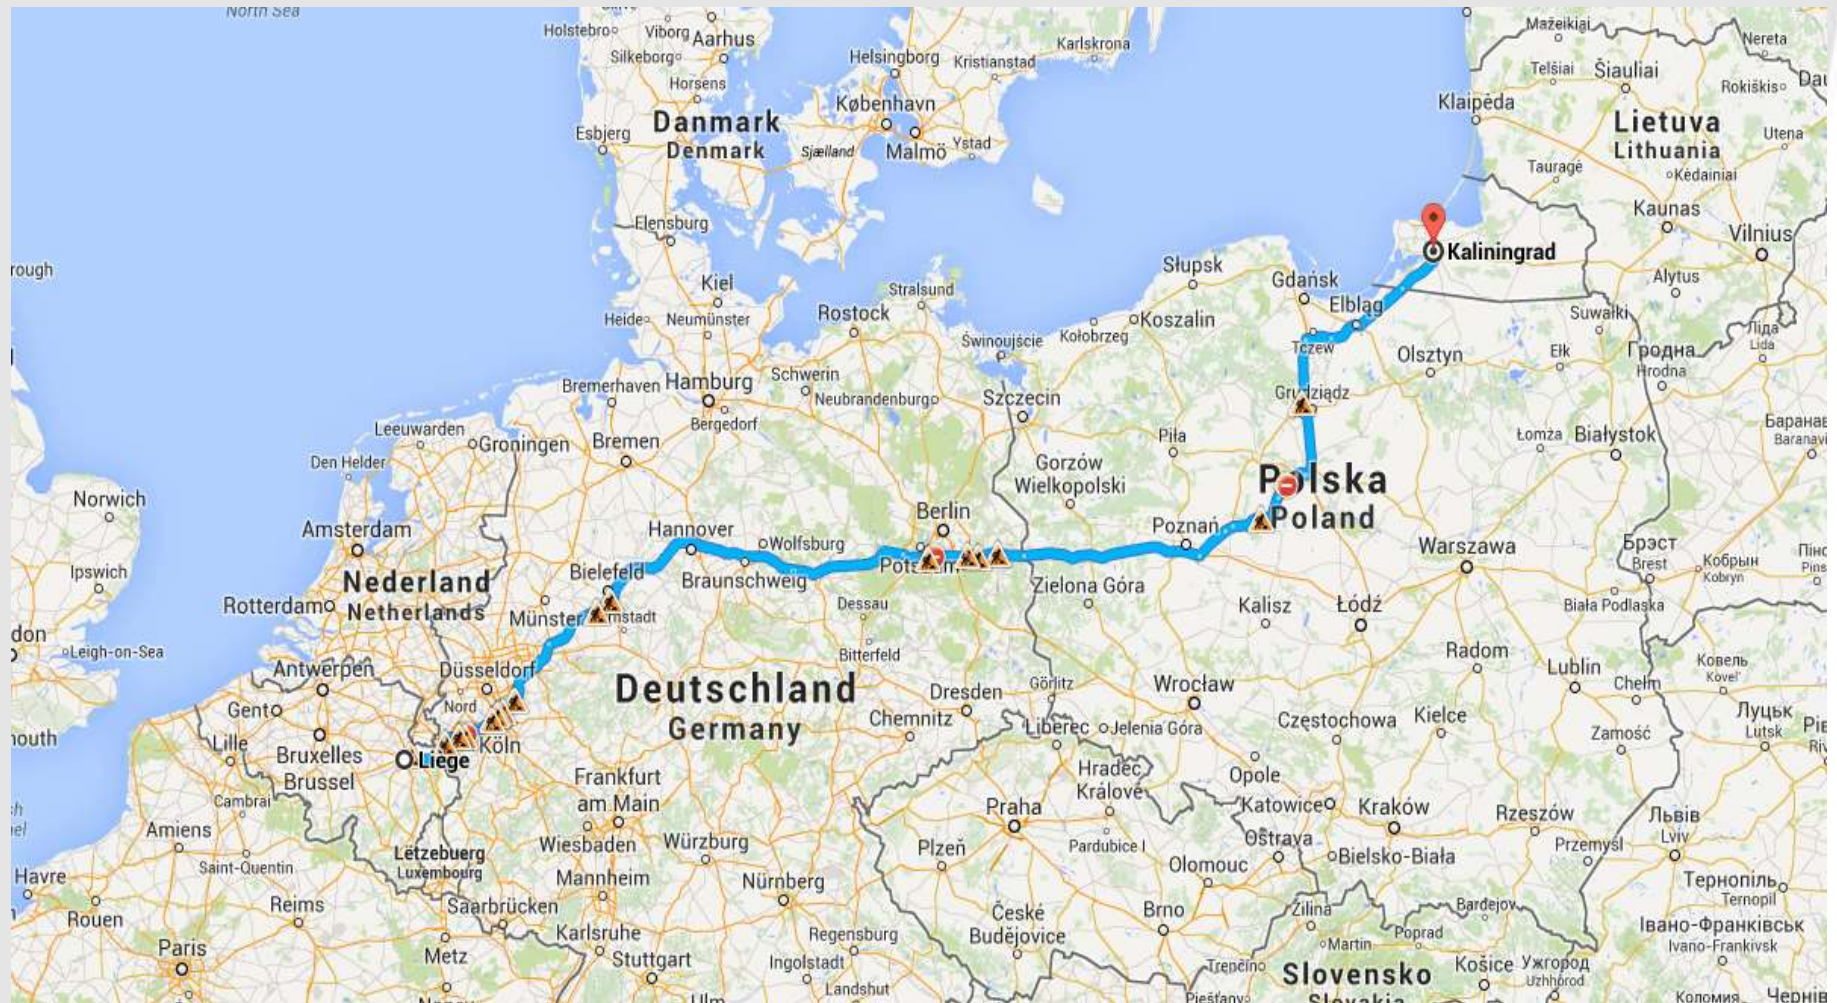 North Sea
Holstebro
Viborg
Aarhus
Silkeborg
Horsens
Helsingborg
Kristianstad
Karlskrona
Mažeikiai
Nereta
Telšiai
Šiauliai
Rokiškis
Klaipėda
København
Danmark
Denmark
Esbjerg
Sjælland
Malmö
Ystad
Lietuva
Lithuania
Utena
Tauragė
Kėdainiai
Kaunas
Vilnius
Flensburg
Kaliningrad
Alytus
Kiel
Stralsund
Słupsk
Gdańsk
Elbląg
Suwałki
Heide
Neumünster
Rostock
Świnoujście
Kołobrzeg
Koszalin
Tczew
Olsztyn
Ełk
Гродна
Hrodna
Ліда
Lida
Bremerhaven
Hamburg
Schwerin
Neubrandenburg
Szczecin
Bergedorf
Leeuwarden
Groningen
Bremen
Den Helder
Piła
Łomża
Białystok
Baranavi
Norwich
Gorzów
Wielkopolski
Polska
Poland
Amsterdam
Hannover
Wolfsburg
Berlin
Poznań
Warszawa
Брэст
Brest
Кобрын
Kobryn
Ipswich
Nederland
Netherlands
Bielefeld
Braunschweig
Zielona Góra
Rotterdam
Münster
Dessau
Kalisz
Łódź
Biała Podlaska
Leigh-on-Sea
Bitterfeld
Radom
Lublin
Ковель
Kovel'
Antwerpen
Düsseldorf
Nord
Deutschland
Germany
Dresden
Görlitz
Wrocław
Chełm
Gent
Chemnitz
Liberec
Jelenia Góra
Częstochowa
Kielce
Zamość
Луцьк
Lutsk
Lille
Bruxelles
Brussel
Liège
Köln
Frankfurt
am Main
Hradec
Králové
Opole
Cambrai
Praha
Katowice
Kraków
Rzeszów
Львів
Lviv
Amiens
Lëtzebuerg
Luxembourg
Wiesbaden
Würzburg
Plzeň
Pardubice I
Ostrava
Bielsko-Biała
Przemyśl
Saint-Quentin
Havre
Mannheim
Nürnberg
Olomouc
Тернопіль
Ternopil
Rouen
Reims
Saarbrücken
České
Budějovice
Brno
Žilina
Bardejov
Івано-Франківськ
Ivano-Frankivsk
Paris
Metz
Karlsruhe
Stuttgart
Regensburg
Ingolstadt
Landshut
Martin
Poprad
Trenčíno
Slovensko
Slovakia
Košice
Ужгород
Uzhhorod
Piešťany
Ulm
Коломия